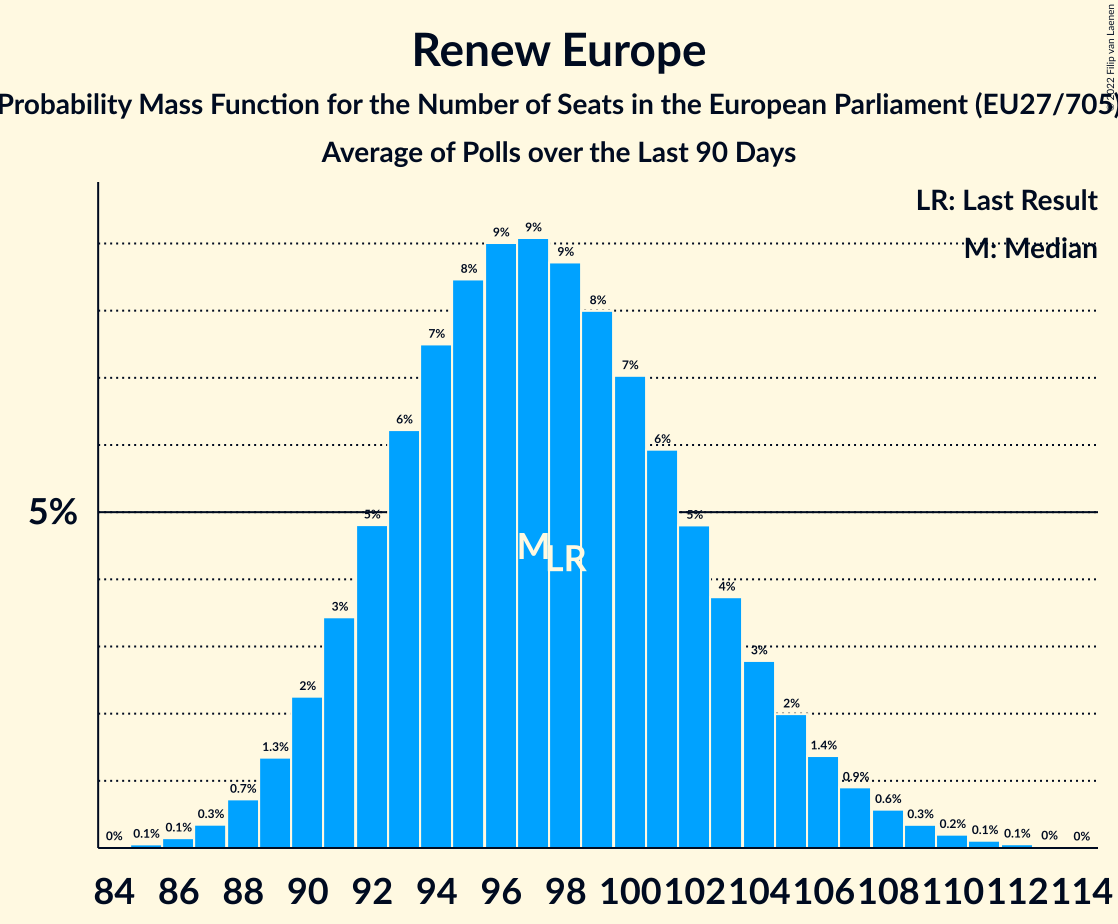 Renew Europe
Probability Mass Function for the Number of Seats in the European Parliament (EU27/705)
Average of Polls over the Last 90 Days
© 2022 Filip van Laenen
LR: Last Result
M: Median
5%
0% 0.1% 0.1% 0.3% 0.7% 1.3% 2% 3% 5% 6% 7% 8% 9% 9% 9% 8% 7% 6% 5% 4% 3% 2% 1.4% 0.9% 0.6% 0.3% 0.2% 0.1% 0.1% 0% 0%
M LR
84 86 88 90 92 94 96 98 100 102 104 106 108 110 112 114